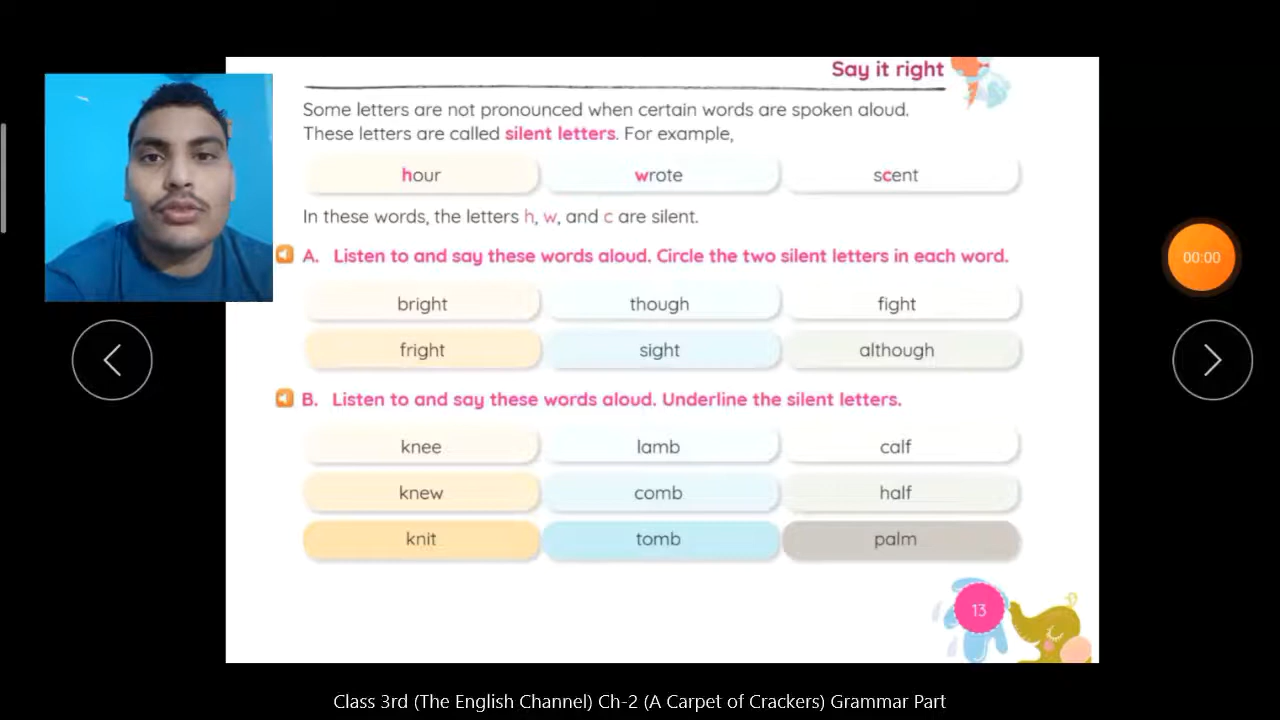 Say it right
Some letters are not pronounced when certain words are spoken aloud.
These letters are called silent letters. For example,
hour wrote scent
In these words, the letters h, w, and c are silent.
A. Listen to and say these words aloud. Circle the two silent letters in each word.
bright though fight
fright sight although
B. Listen to and say these words aloud. Underline the silent letters.
knee lamb calf
knew comb half
knit tomb palm
13
00:00
Class 3rd (The English Channel) Ch-2 (A Carpet of Crackers) Grammar Part